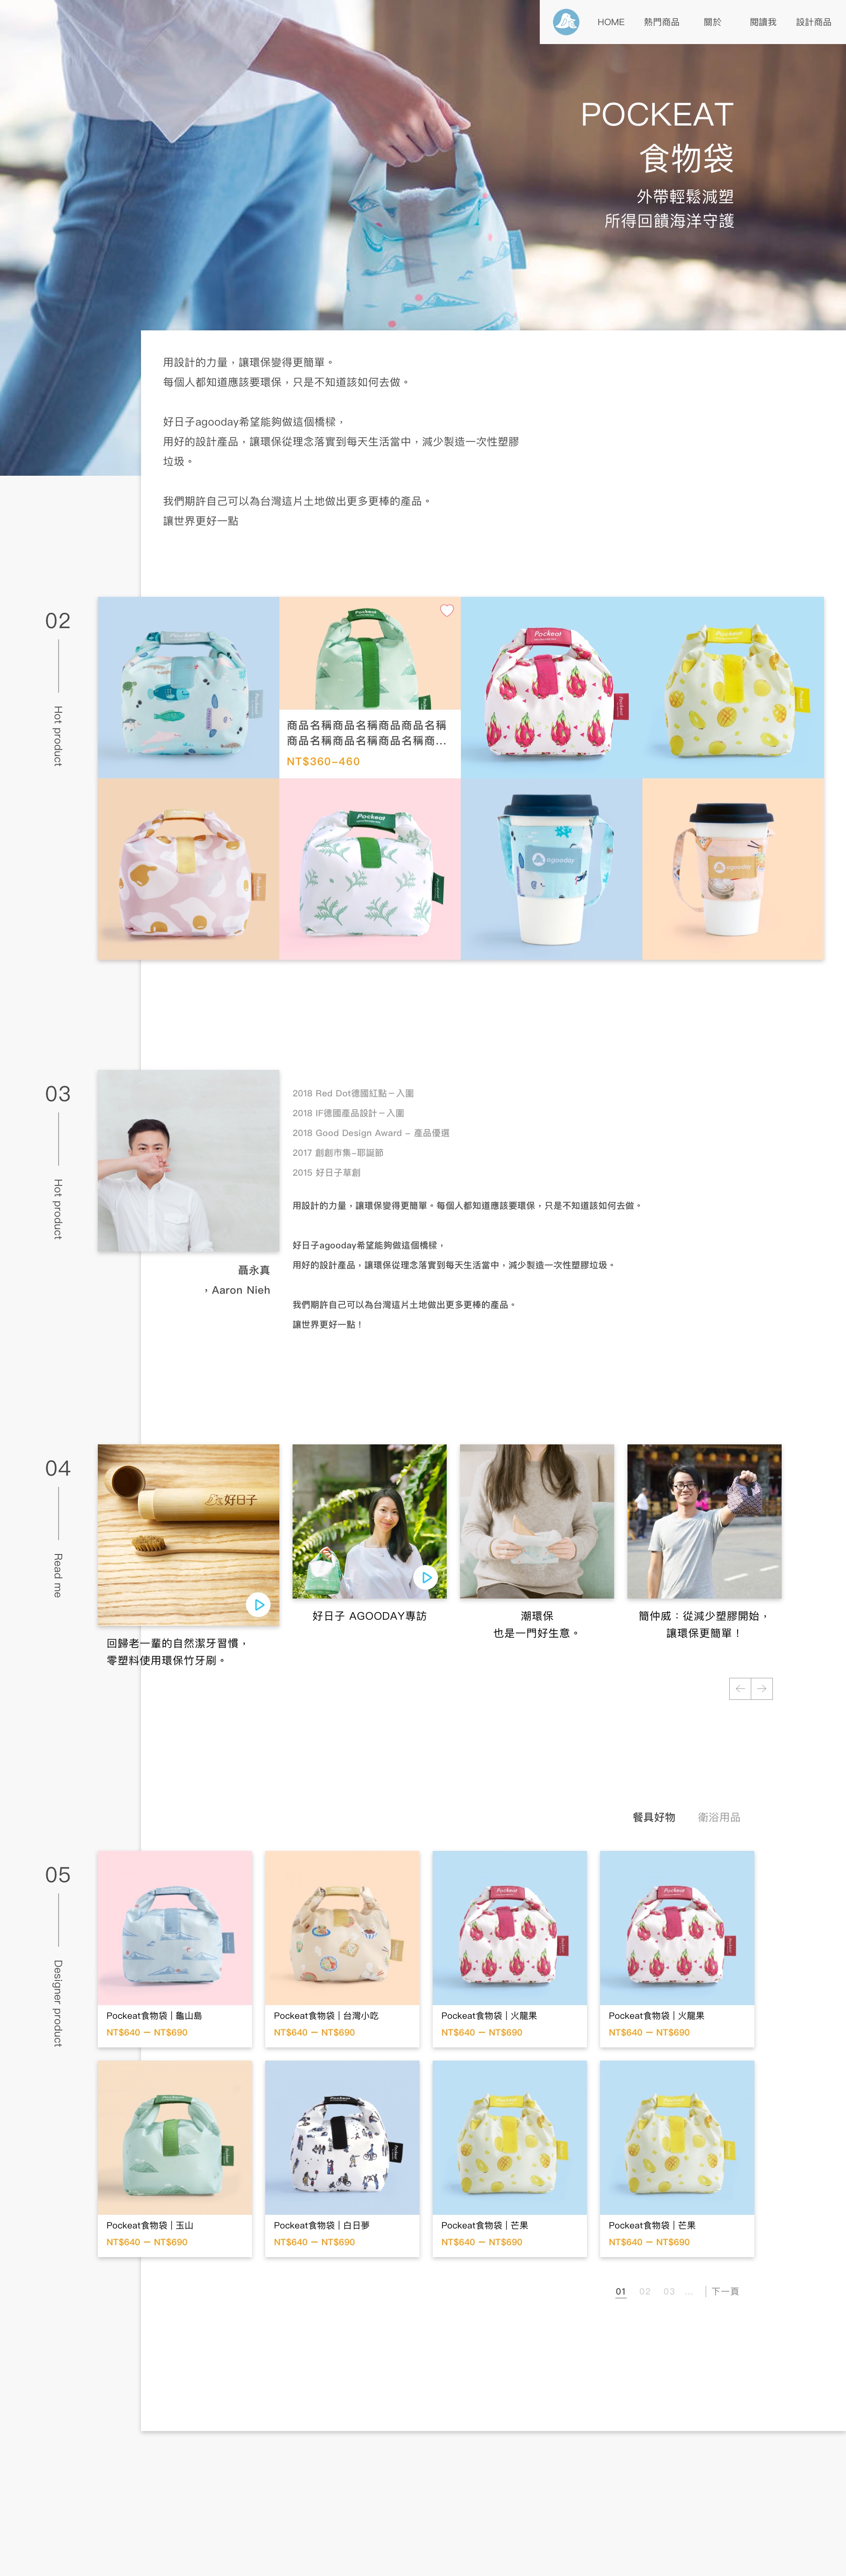 HOME 熱門商品 關於 閱讀我 設計商品
POCKEAT
食物袋
外帶輕鬆減塑
所得回饋海洋守護
用設計的力量，讓環保變得更簡單。
每個人都知道應該要環保，只是不知道該如何去做。
好日子agooday希望能夠做這個橋樑，
用好的設計產品，讓環保從理念落實到每天生活當中，減少製造一次性塑膠
垃圾。
我們期許自己可以為台灣這片土地做出更多更棒的產品。
讓世界更好一點
02
Hot product
Pockeat
Pockeat
Pockeat
Pockeat
商品名稱商品名稱商品商品名稱
商品名稱商品名稱商品名稱商...
NT$360–460
Pockeat
agooday
agooday
03
Hot product
2018 Red Dot德國紅點－入圍
2018 IF德國產品設計－入圍
2018 Good Design Award － 產品優選
2017 創創市集–耶誕節
2015 好日子草創
用設計的力量，讓環保變得更簡單。每個人都知道應該要環保，只是不知道該如何去做。
好日子agooday希望能夠做這個橋樑，
用好的設計產品，讓環保從理念落實到每天生活當中，減少製造一次性塑膠垃圾。
我們期許自己可以為台灣這片土地做出更多更棒的產品。
讓世界更好一點！
聶永真
，Aaron Nieh
04
Read me
好日子
回歸老一輩的自然潔牙習慣，
零塑料使用環保竹牙刷。
好日子 AGOODAY專訪
潮環保
也是一門好生意。
簡仲威：從減少塑膠開始，
讓環保更簡單！
餐具好物 衛浴用品
05
Designer product
Pockeat
Pockeat
Pockeat食物袋 | 龜山島
NT$640 － NT$690
Pockeat食物袋 | 台灣小吃
NT$640 － NT$690
Pockeat食物袋 | 火龍果
NT$640 － NT$690
Pockeat食物袋 | 火龍果
NT$640 － NT$690
Pockeat食物袋 | 玉山
NT$640 － NT$690
Pockeat食物袋 | 白日夢
NT$640 － NT$690
Pockeat食物袋 | 芒果
NT$640 － NT$690
Pockeat食物袋 | 芒果
NT$640 － NT$690
01 02 03 ... | 下一頁